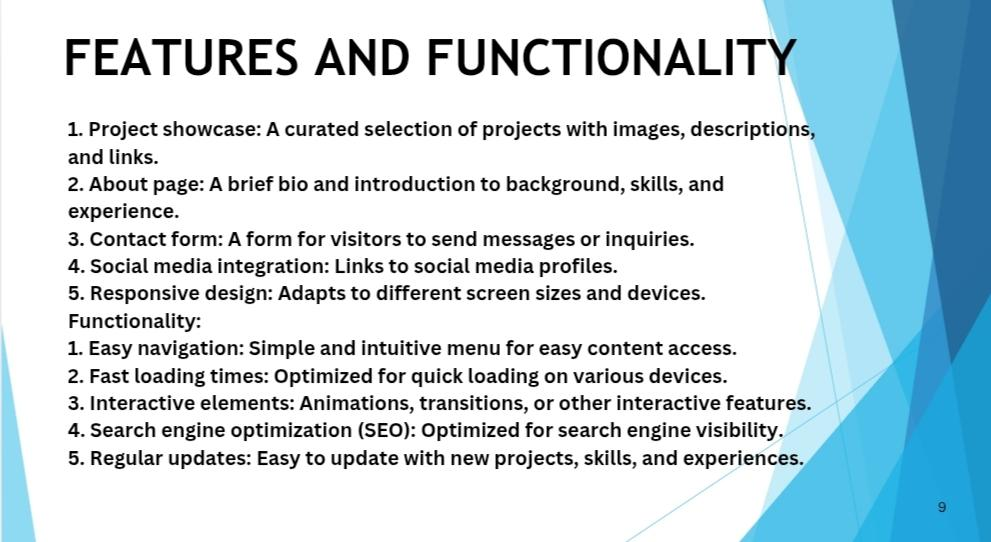 FEATURES AND FUNCTIONALITY
1. Project showcase: A curated selection of projects with images, descriptions,
and links.
2. About page: A brief bio and introduction to background, skills, and
experience.
3. Contact form: A form for visitors to send messages or inquiries.
4. Social media integration: Links to social media profiles.
5. Responsive design: Adapts to different screen sizes and devices.
Functionality:
1. Easy navigation: Simple and intuitive menu for easy content access.
2. Fast loading times: Optimized for quick loading on various devices.
3. Interactive elements: Animations, transitions, or other interactive features.
4. Search engine optimization (SEO): Optimized for search engine visibility.
5. Regular updates: Easy to update with new projects, skills, and experiences.
9